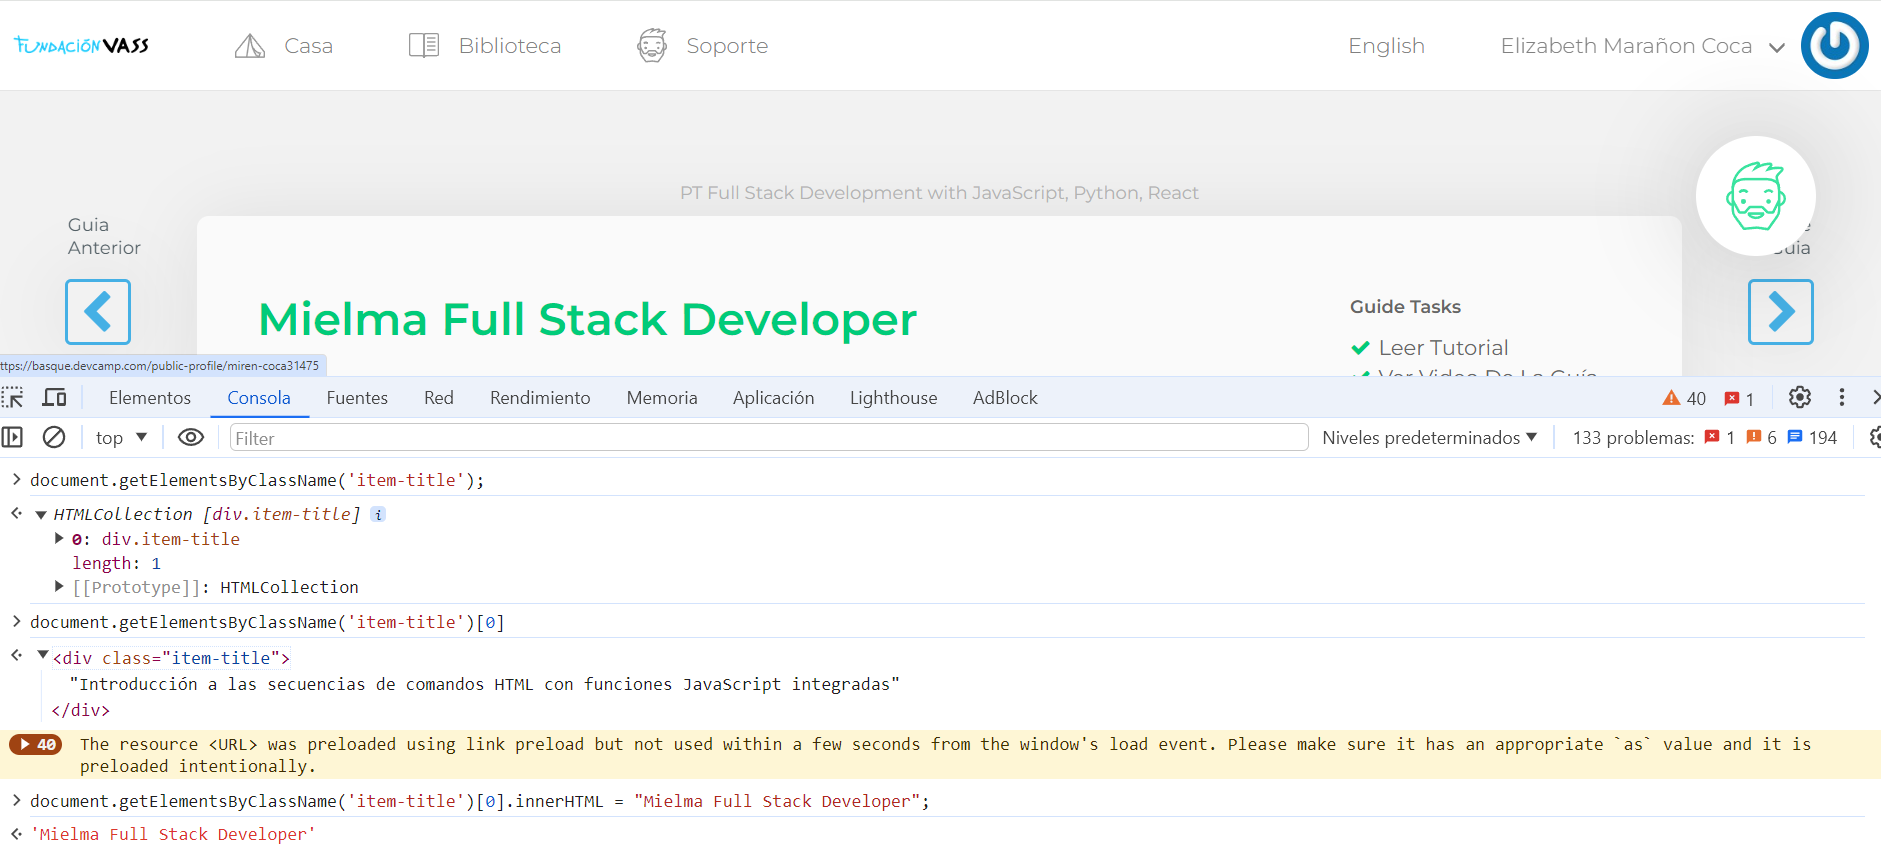 FUNDACIÓN VASS
Casa
Biblioteca
Soporte
English
Elizabeth Marañon Coca
PT Full Stack Development with JavaScript, Python, React
Guia
Anterior
Mielma Full Stack Developer
Guide Tasks
Leer Tutorial
Ver Video De La Guía
ttps://basque.devcamp.com/public-profile/miren-coca31475
Elementos Consola Fuentes Red Rendimiento Memoria Aplicación Lighthouse AdBlock 40 1
top Filter Niveles predeterminados 133 problemas: 1 6 194
document.getElementsByClassName('item-title');
HTMLCollection [div.item-title] i
0: div.item-title
length: 1
[[Prototype]]: HTMLCollection
document.getElementsByClassName('item-title')[0]
<div class="item-title">
"Introducción a las secuencias de comandos HTML con funciones JavaScript integradas"
</div>
40 The resource <URL> was preloaded using link preload but not used within a few seconds from the window's load event. Please make sure it has an appropriate `as` value and it is
preloaded intentionally.
document.getElementsByClassName('item-title')[0].innerHTML = "Mielma Full Stack Developer";
'Mielma Full Stack Developer'